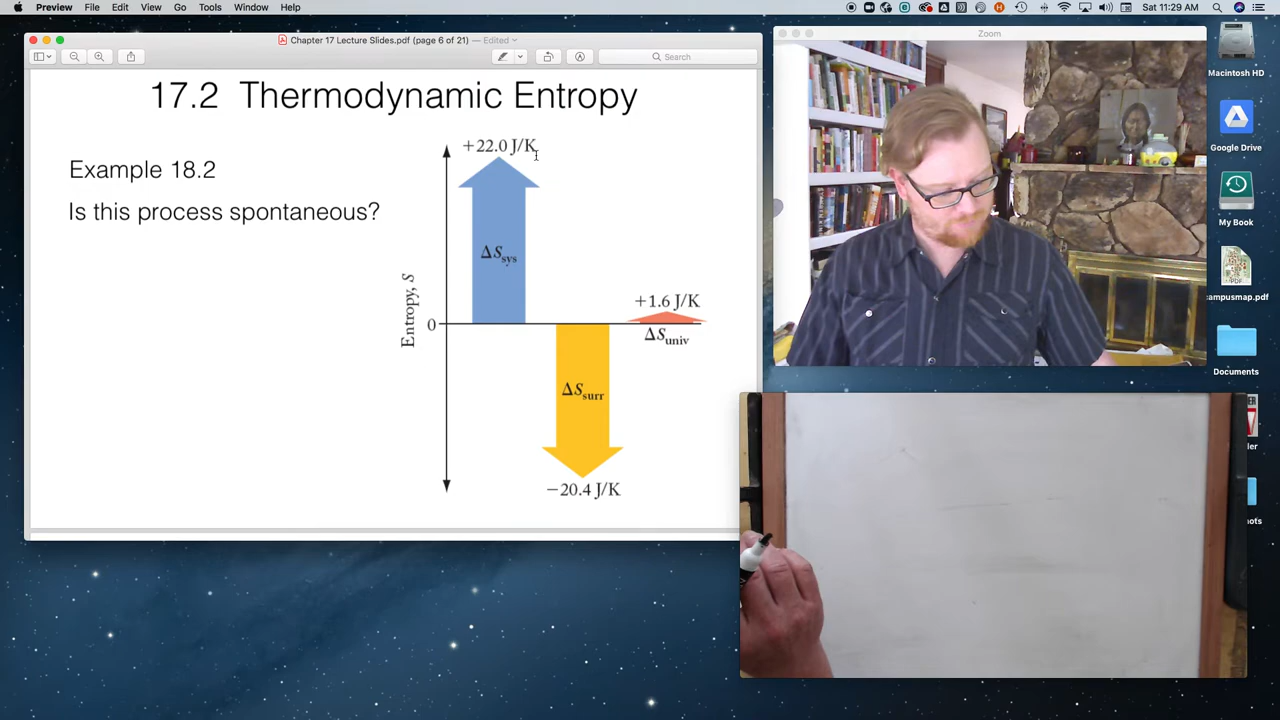 Preview File Edit View Go Tools Window Help
Sat 11:29 AM
Chapter 17 Lecture Slides.pdf (page 6 of 21) — Edited
Search
17.2 Thermodynamic Entropy
Example 18.2
Is this process spontaneous?
+22.0 J/K
ΔSsys
Entropy, S
0
+1.6 J/K
ΔSuniv
ΔSsurr
−20.4 J/K
Zoom
Macintosh HD
Google Drive
My Book
PDF
campusmap.pdf
Documents